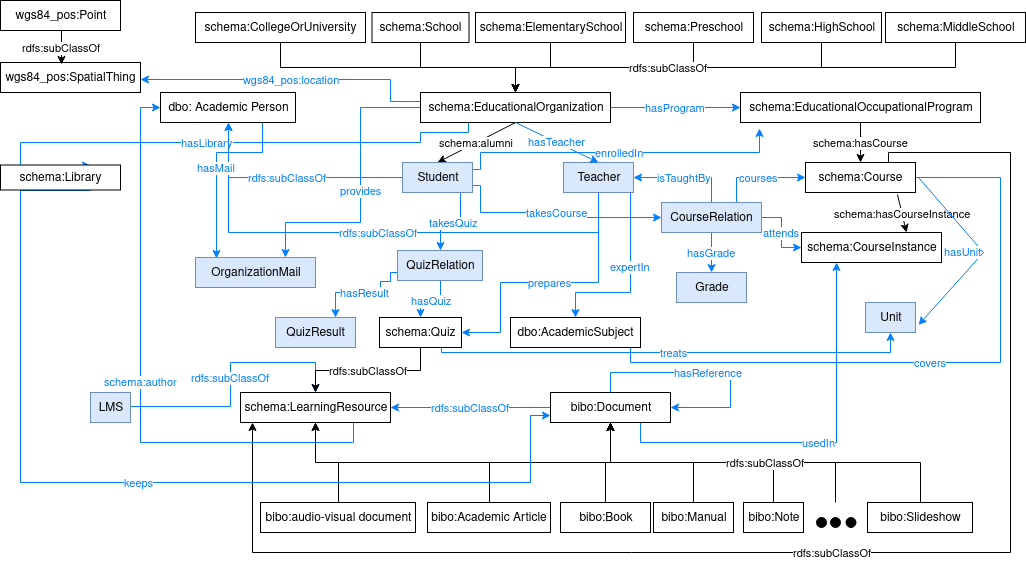 wgs84_pos:Point
schema:CollegeOrUniversity
schema:School
schema:ElementarySchool
schema:Preschool
schema:HighSchool
schema:MiddleSchool
rdfs:subClassOf
rdfs:subClassOf
wgs84_pos:SpatialThing
wgs84_pos:location
dbo: Academic Person
schema:EducationalOrganization
hasProgram
schema:EducationalOccupationalProgram
hasLibrary
schema:alumni
hasTeacher
schema:hasCourse
enrolledIn
hasMail
schema:Library
rdfs:subClassOf
Student
Teacher
isTaughtBy
courses
schema:Course
provides
takesCourse
CourseRelation
schema:hasCourseInstance
takesQuiz
rdfs:subClassOf
attends
schema:CourseInstance
hasGrade
hasUnit
OrganizationMail
QuizRelation
expertIn
prepares
Grade
hasResult
hasQuiz
Unit
QuizResult
schema:Quiz
dbo:AcademicSubject
treats
covers
rdfs:subClassOf
hasReference
schema:author
rdfs:subClassOf
LMS
schema:LearningResource
rdfs:subClassOf
bibo:Document
usedIn
rdfs:subClassOf
keeps
bibo:audio-visual document
bibo:Academic Article
bibo:Book
bibo:Manual
bibo:Note
bibo:Slideshow
rdfs:subClassOf